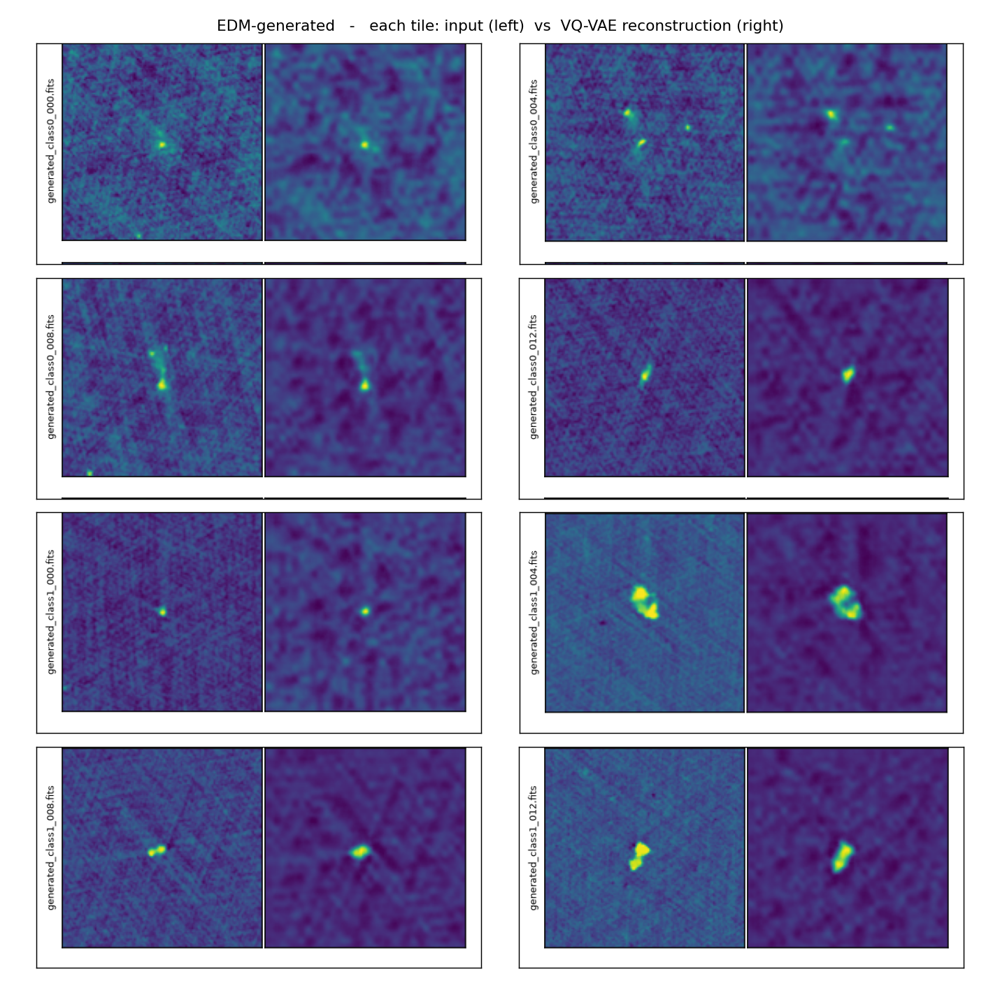 EDM-generated - each tile: input (left) vs VQ-VAE reconstruction (right)
generated_class0_000.fits
generated_class0_004.fits
generated_class0_008.fits
generated_class0_012.fits
generated_class1_000.fits
generated_class1_004.fits
generated_class1_008.fits
generated_class1_012.fits